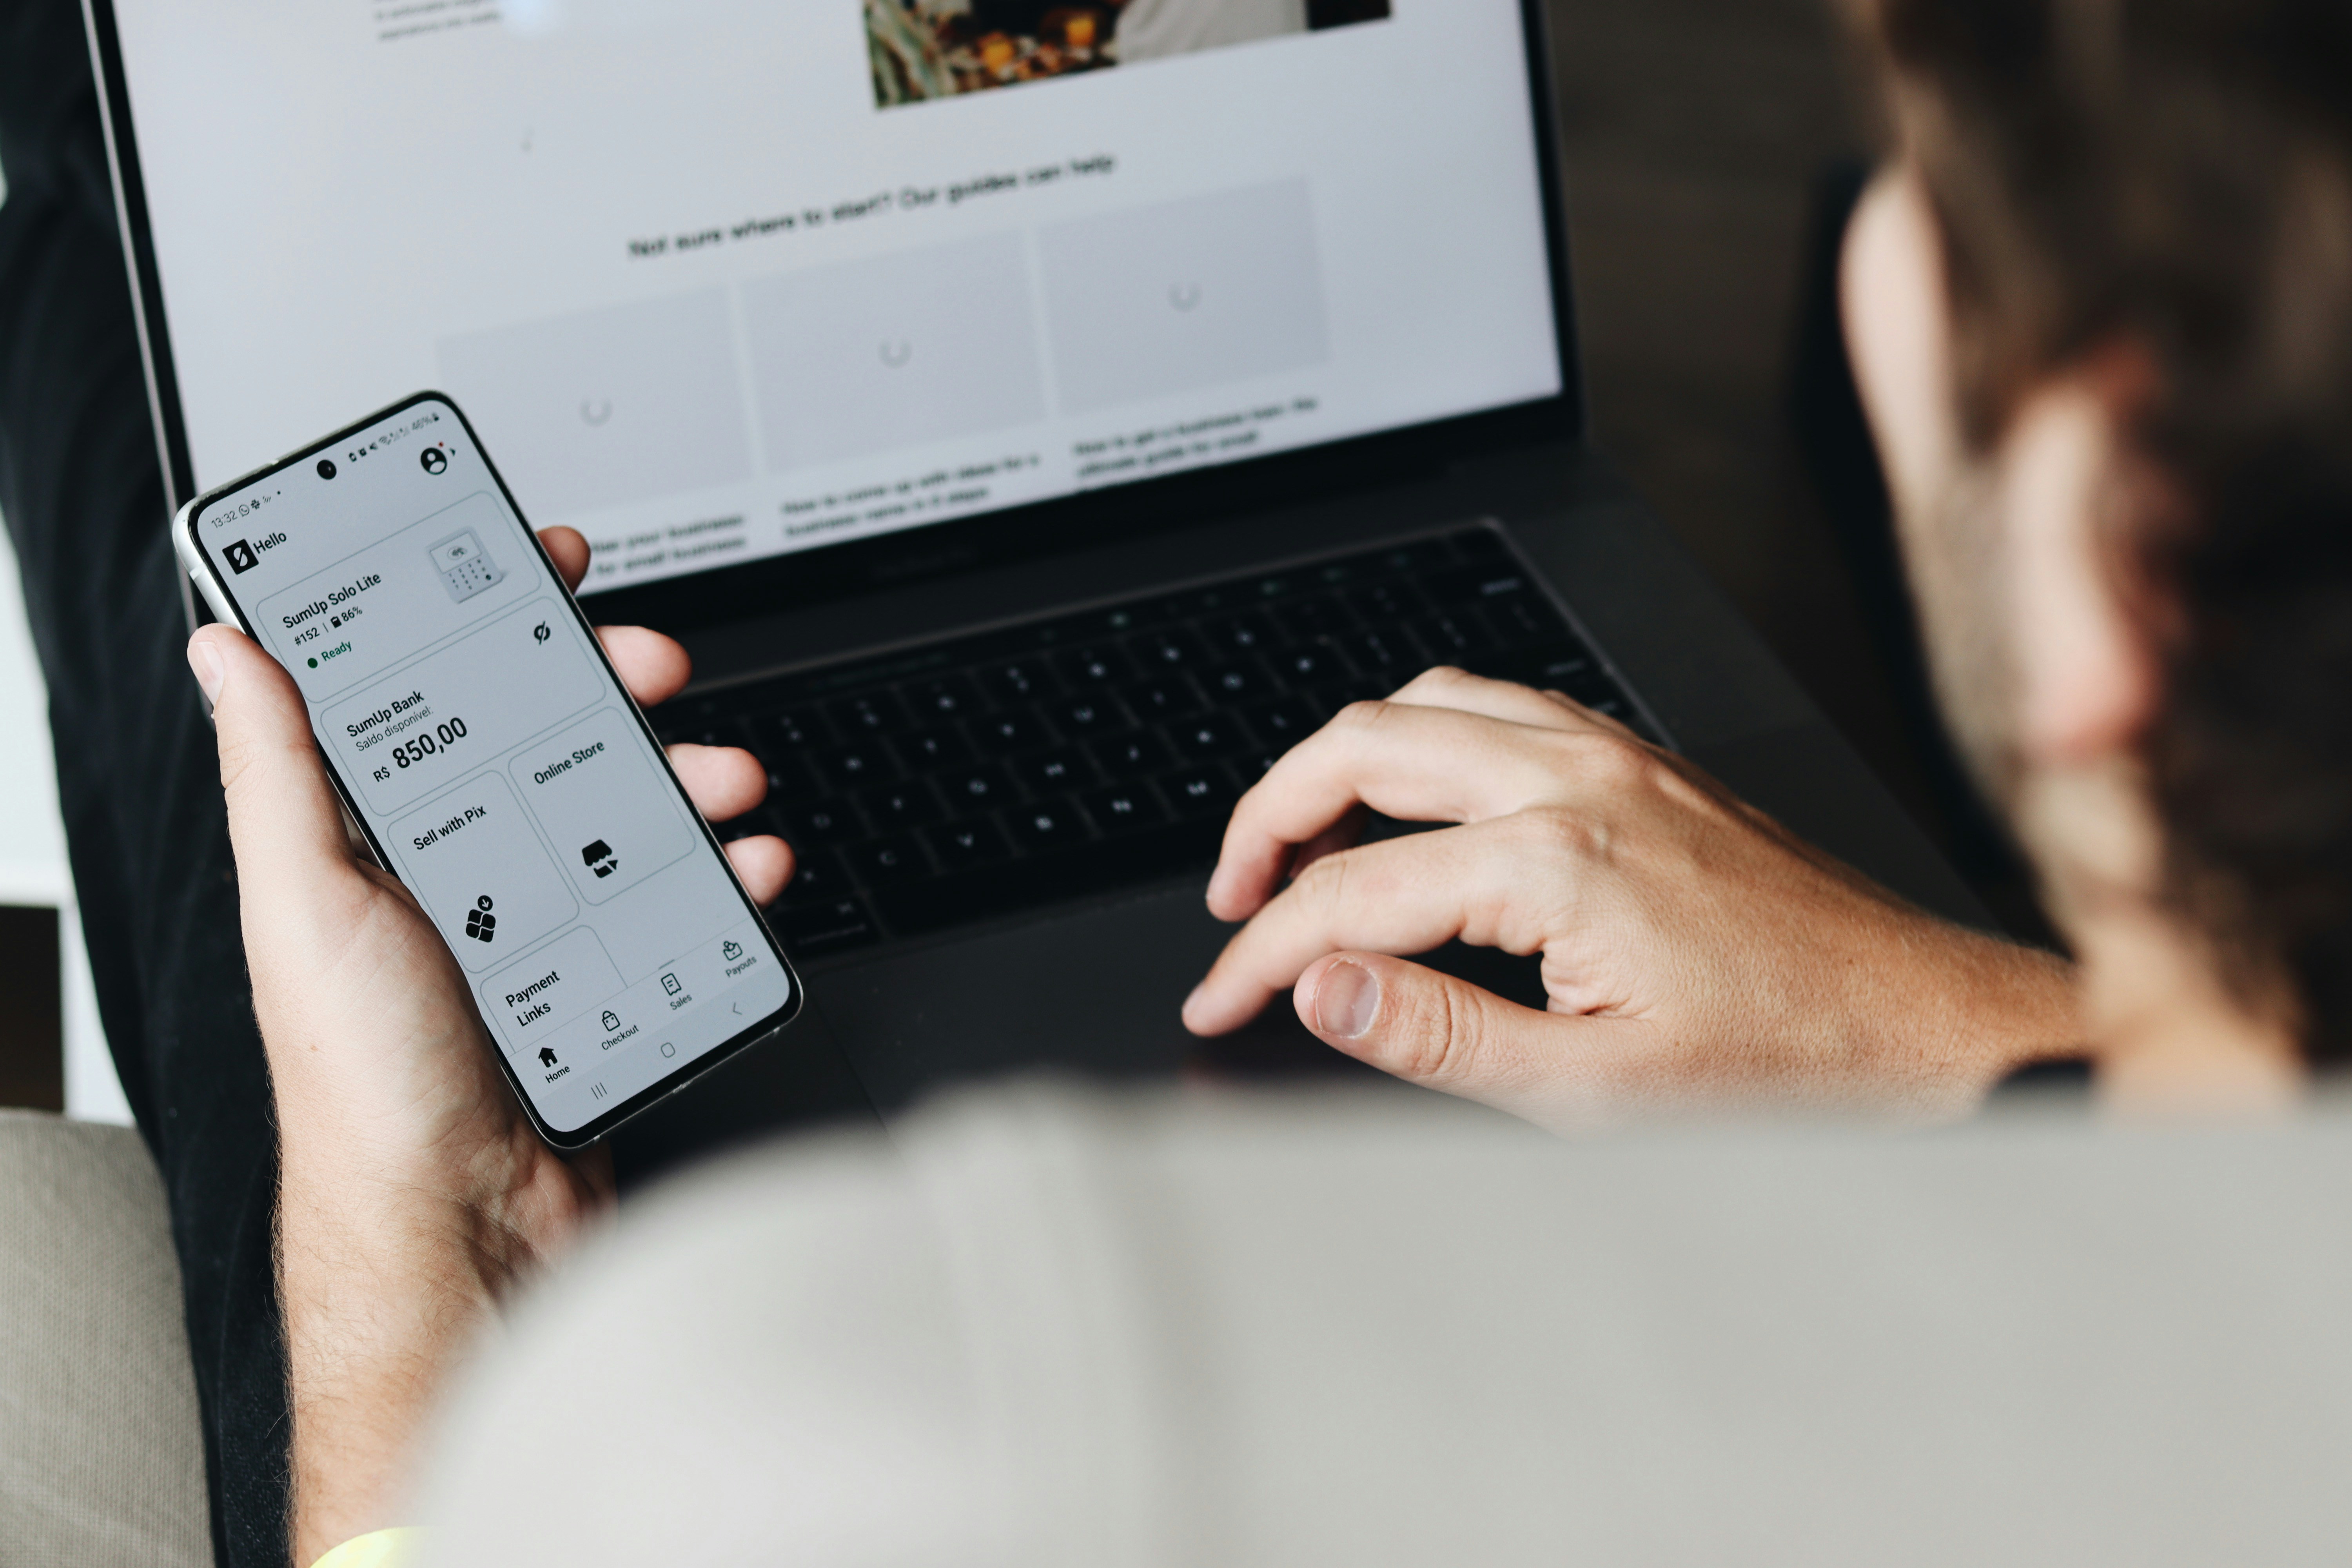 Not sure where to start? Our guides can help
How to come up with ideas for a
business name in 5 steps
How to get a business loan: the
ultimate guide for small
your business
for small business
13:32
46%
Hello
SumUp Solo Lite
#152 | 86%
Ready
SumUp Bank
Saldo disponível:
R$ 850,00
Sell with Pix
Online Store
Payment
Links
Home
Checkout
Sales
Payouts